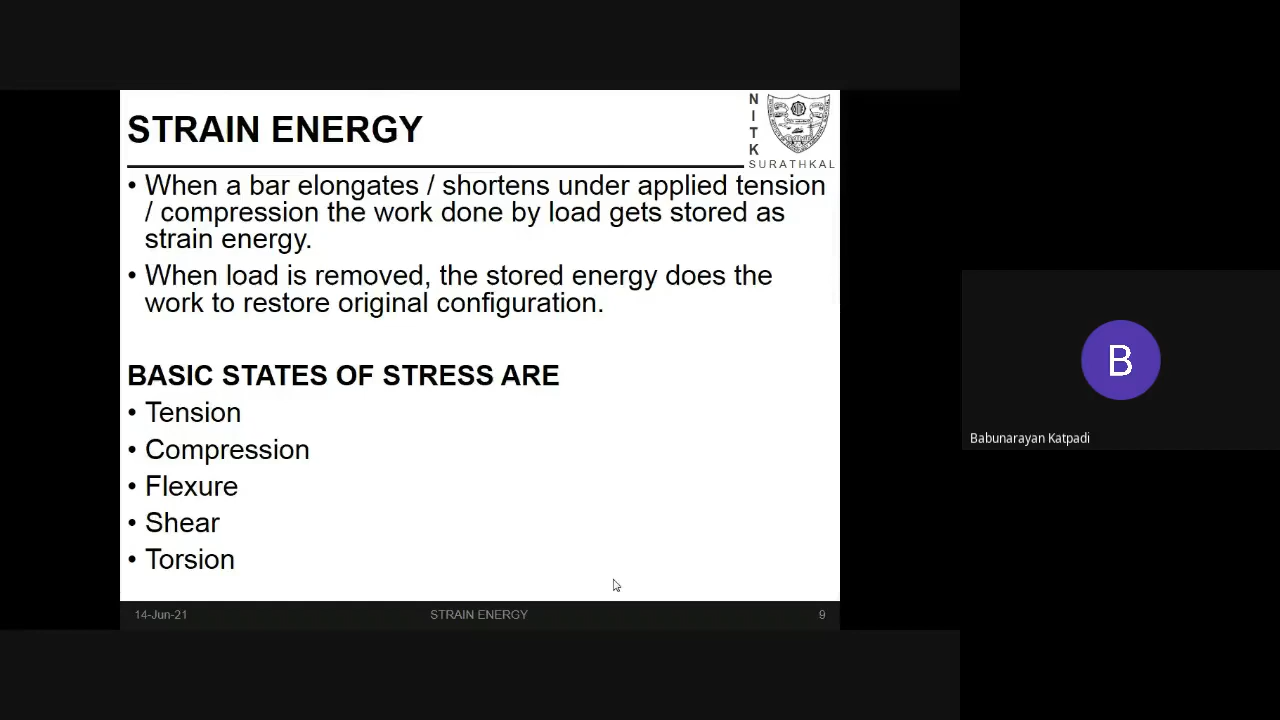 STRAIN ENERGY
N
I
T
K
SURATHKAL
• When a bar elongates / shortens under applied tension
/ compression the work done by load gets stored as
strain energy.
• When load is removed, the stored energy does the
work to restore original configuration.
BASIC STATES OF STRESS ARE
• Tension
• Compression
• Flexure
• Shear
• Torsion
14-Jun-21 STRAIN ENERGY 9
B
Babunarayan Katpadi